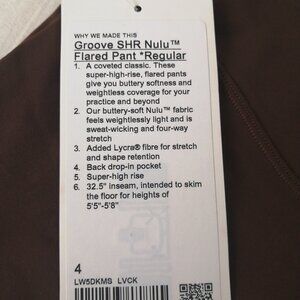 WHY WE MADE THIS
Groove SHR Nulu™
Flared Pant *Regular
1. A coveted classic. These
super-high-rise, flared pants
give you buttery softness and
weightless coverage for your
practice and beyond
2. Our buttery-soft Nulu™ fabric
feels weightlessly light and is
sweat-wicking and four-way
stretch
3. Added Lycra® fibre for stretch
and shape retention
4. Back drop-in pocket
5. Super-high rise
6. 32.5" inseam, intended to skim
the floor for heights of
5'5"-5'8"
4
LW5DKMS LVCK